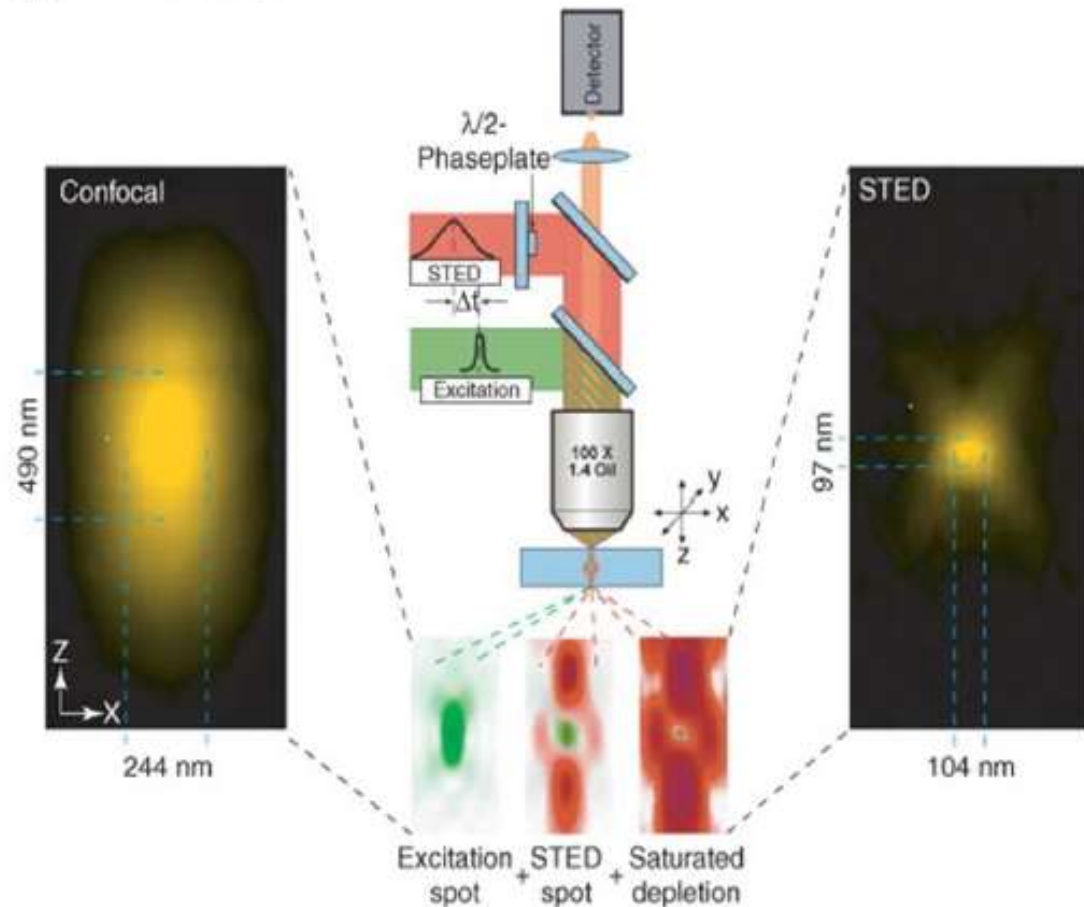 Detector
λ/2-
Phaseplate
Confocal
STED
STED
Δt
Excitation
490 nm
97 nm
100 X
1.4 Oil
y
x
z
Z
X
244 nm
104 nm
Excitation
spot
+
STED
spot
+
Saturated
depletion